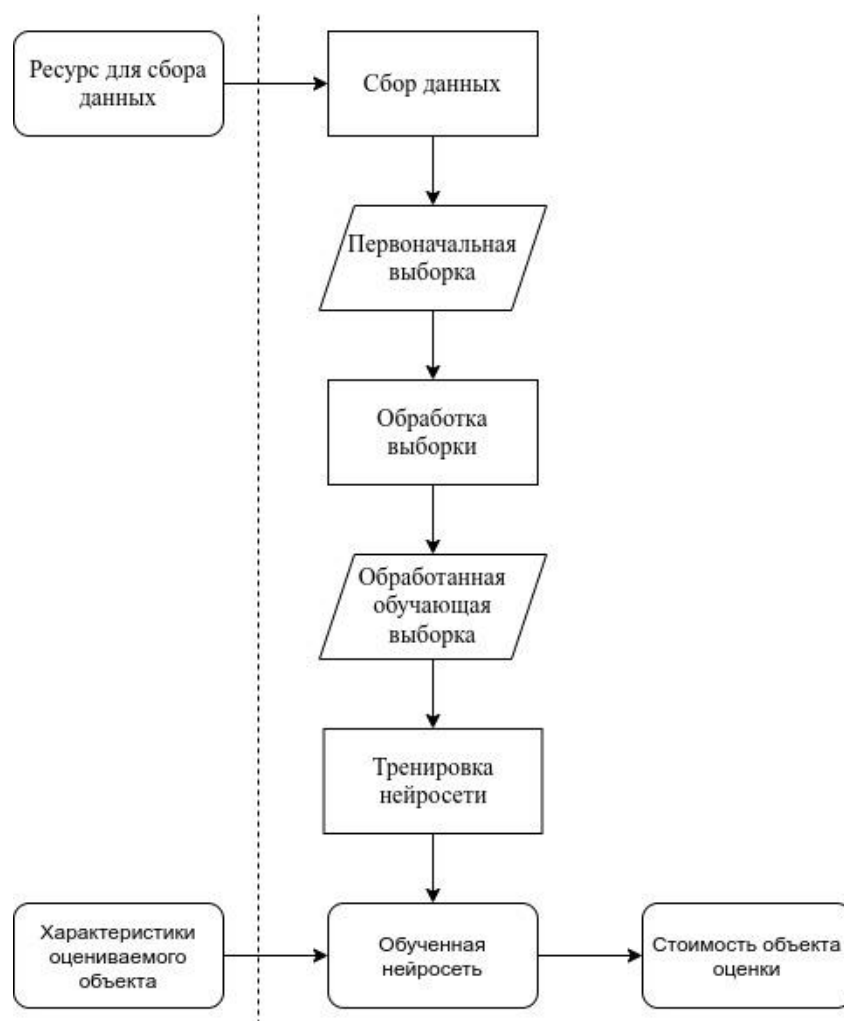 Ресурс для сбора
данных
Сбор данных
Первоначальная
выборка
Обработка
выборки
Обработанная
обучающая
выборка
Тренировка
нейросети
Характеристики
оцениваемого
объекта
Обученная
нейросеть
Стоимость объекта
оценки